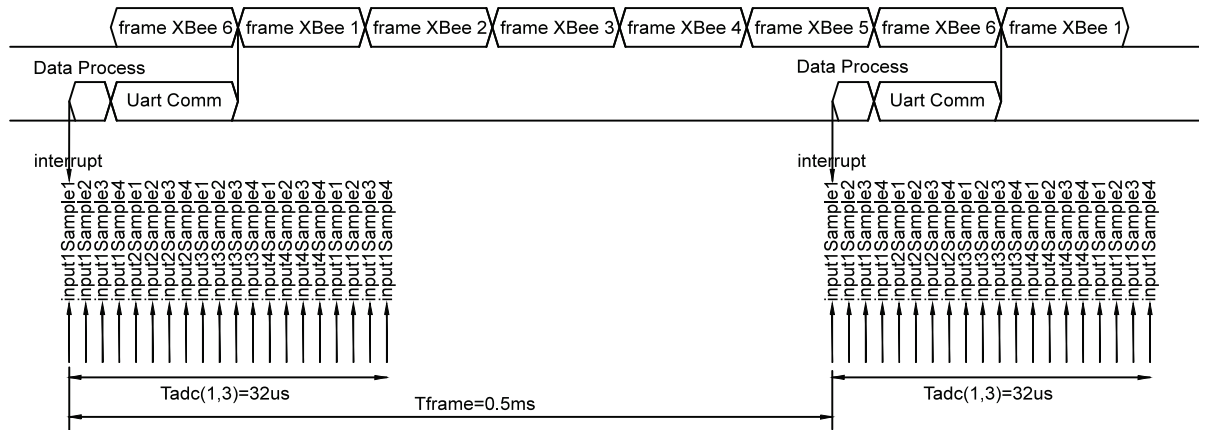 frame XBee 6
frame XBee 1
frame XBee 2
frame XBee 3
frame XBee 4
frame XBee 5
frame XBee 6
frame XBee 1
Data Process
Data Process
Uart Comm
Uart Comm
interrupt
interrupt
input1Sample1
input1Sample2
input1Sample3
input1Sample4
input2Sample1
input2Sample2
input2Sample3
input2Sample4
input3Sample1
input3Sample2
input3Sample3
input3Sample4
input4Sample1
input4Sample2
input4Sample3
input4Sample4
input1Sample1
input1Sample2
input1Sample3
input1Sample4
input1Sample1
input1Sample2
input1Sample3
input1Sample4
input2Sample1
input2Sample2
input2Sample3
input2Sample4
input3Sample1
input3Sample2
input3Sample3
input3Sample4
input4Sample1
input4Sample2
input4Sample3
input4Sample4
input1Sample1
input1Sample2
input1Sample3
input1Sample4
Tadc(1,3)=32us
Tadc(1,3)=32us
Tframe=0.5ms